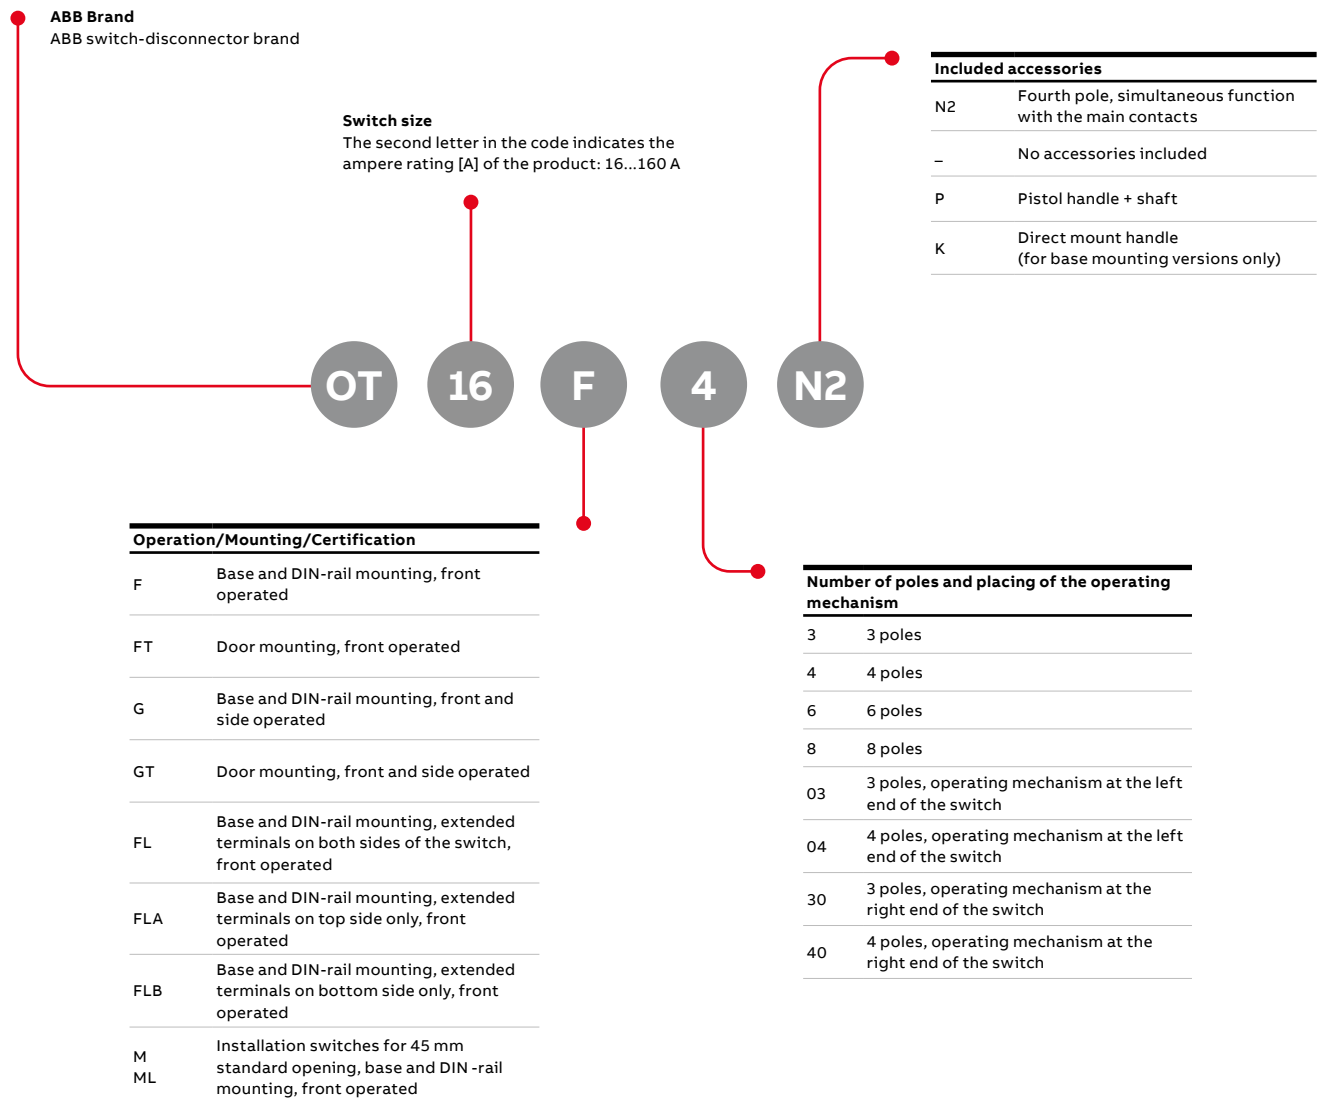 ABB Brand
ABB switch-disconnector brand
Switch size
The second letter in the code indicates the
ampere rating [A] of the product: 16...160 A
Included accessories
N2 Fourth pole, simultaneous function
with the main contacts
_ No accessories included
P Pistol handle + shaft
K Direct mount handle
(for base mounting versions only)
OT 16 F 4 N2
Operation/Mounting/Certification
F Base and DIN-rail mounting, front
operated
FT Door mounting, front operated
G Base and DIN-rail mounting, front and
side operated
GT Door mounting, front and side operated
FL Base and DIN-rail mounting, extended
terminals on both sides of the switch,
front operated
FLA Base and DIN-rail mounting, extended
terminals on top side only, front
operated
FLB Base and DIN-rail mounting, extended
terminals on bottom side only, front
operated
M Installation switches for 45 mm
ML standard opening, base and DIN -rail
mounting, front operated
Number of poles and placing of the operating
mechanism
3 3 poles
4 4 poles
6 6 poles
8 8 poles
03 3 poles, operating mechanism at the left
end of the switch
04 4 poles, operating mechanism at the left
end of the switch
30 3 poles, operating mechanism at the
right end of the switch
40 4 poles, operating mechanism at the
right end of the switch